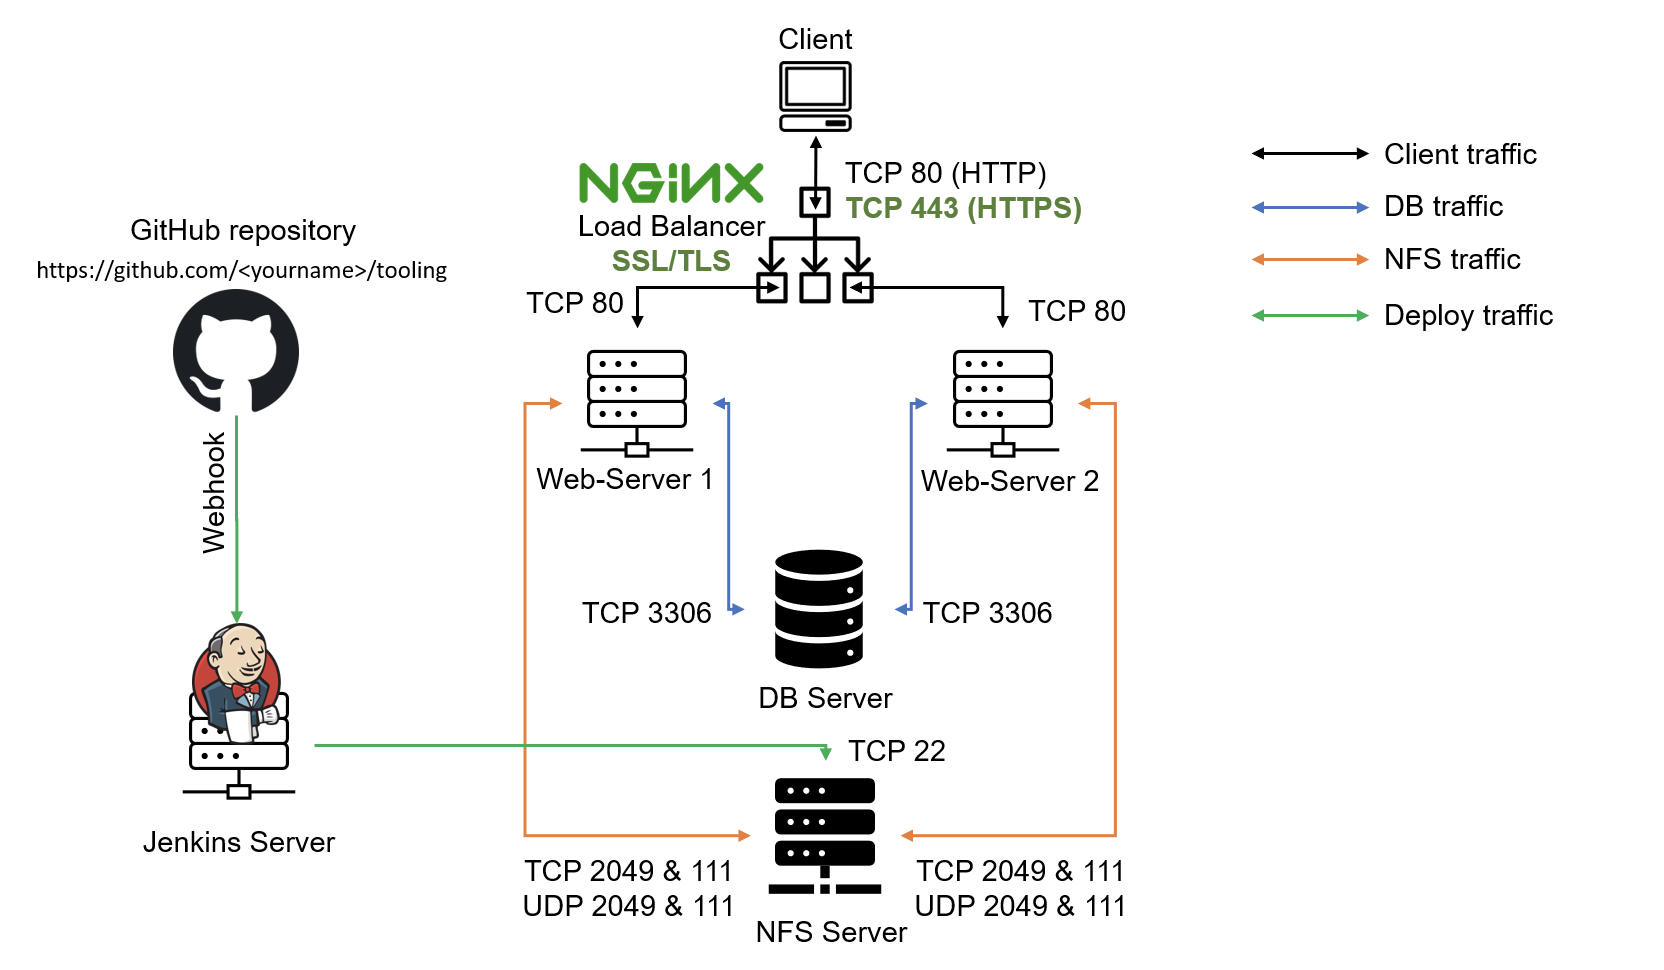 Client
NGINX
TCP 80 (HTTP)
TCP 443 (HTTPS)
Load Balancer
SSL/TLS
Client traffic
DB traffic
NFS traffic
Deploy traffic
GitHub repository
https://github.com/<yourname>/tooling
TCP 80
TCP 80
Webhook
Web-Server 1
Web-Server 2
TCP 3306
TCP 3306
DB Server
TCP 22
Jenkins Server
TCP 2049 & 111
UDP 2049 & 111
TCP 2049 & 111
UDP 2049 & 111
NFS Server